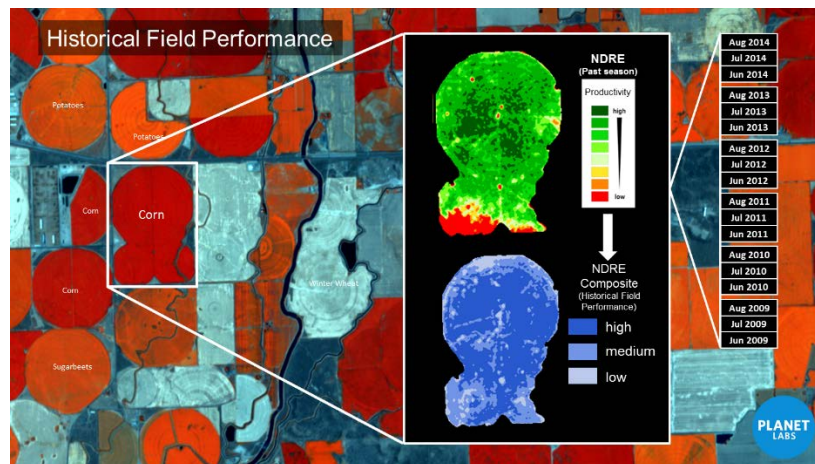 Historical Field Performance
Potatoes
Potatoes
Corn
Corn
Corn
Sugarbeets
Winter Wheat
NDRE
(Past season)
Productivity
high
low
NDRE
Composite
(Historical Field
Performance)
high
medium
low
Aug 2014
Jul 2014
Jun 2014
Aug 2013
Jul 2013
Jun 2013
Aug 2012
Jul 2012
Jun 2012
Aug 2011
Jul 2011
Jun 2011
Aug 2010
Jul 2010
Jun 2010
Aug 2009
Jul 2009
Jun 2009
PLANET
LABS